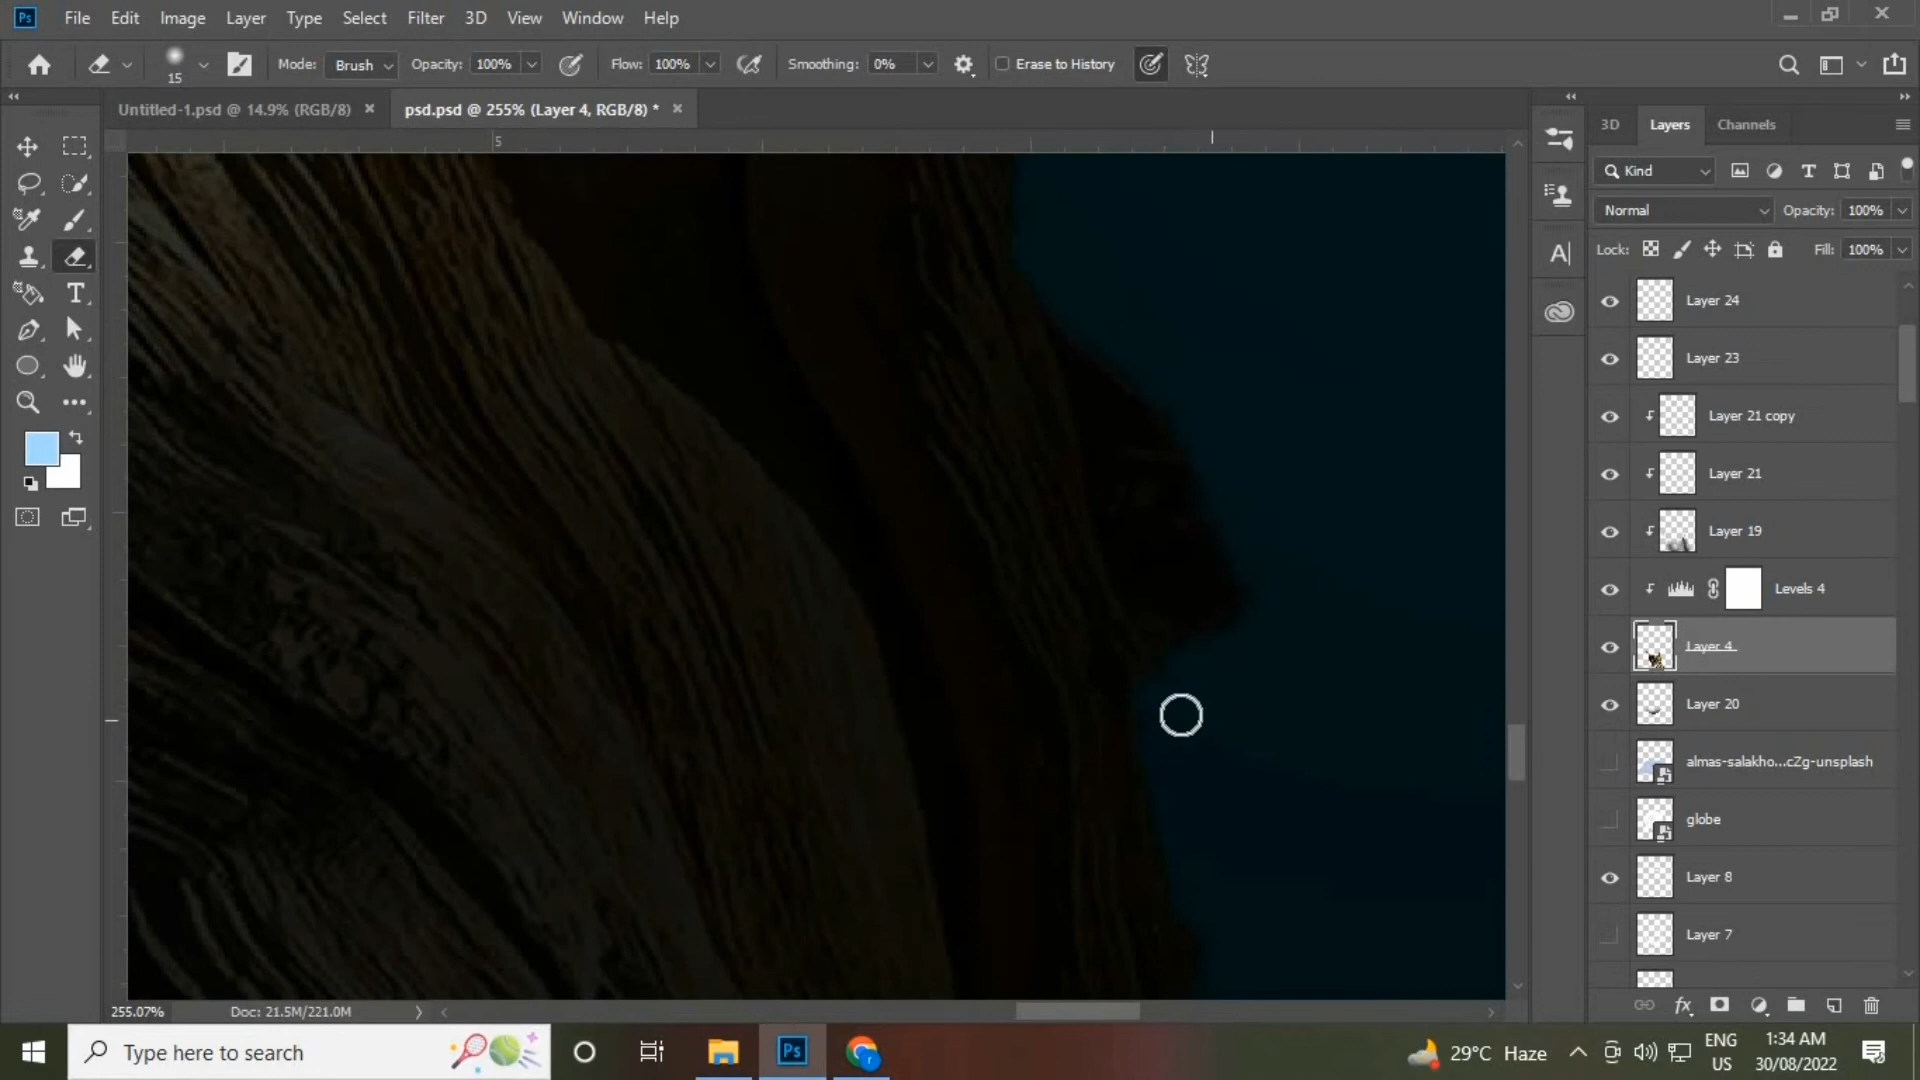 Ps File Edit Image Layer Type Select Filter 3D View Window Help
15 Mode: Brush Opacity: 100% Flow: 100% Smoothing: 0% Erase to History
Untitled-1.psd @ 14.9% (RGB/8) psd.psd @ 255% (Layer 4, RGB/8) *
5
3D Layers Channels
Kind
Normal Opacity: 100%
Lock: Fill: 100%
Layer 24
Layer 23
Layer 21 copy
Layer 21
Layer 19
Levels 4
Layer 4
Layer 20
almas-salakho...cZg-unsplash
globe
Layer 8
Layer 7
255.07% Doc: 21.5M/221.0M
Type here to search
Ps
29°C Haze
ENG
US
1:34 AM
30/08/2022